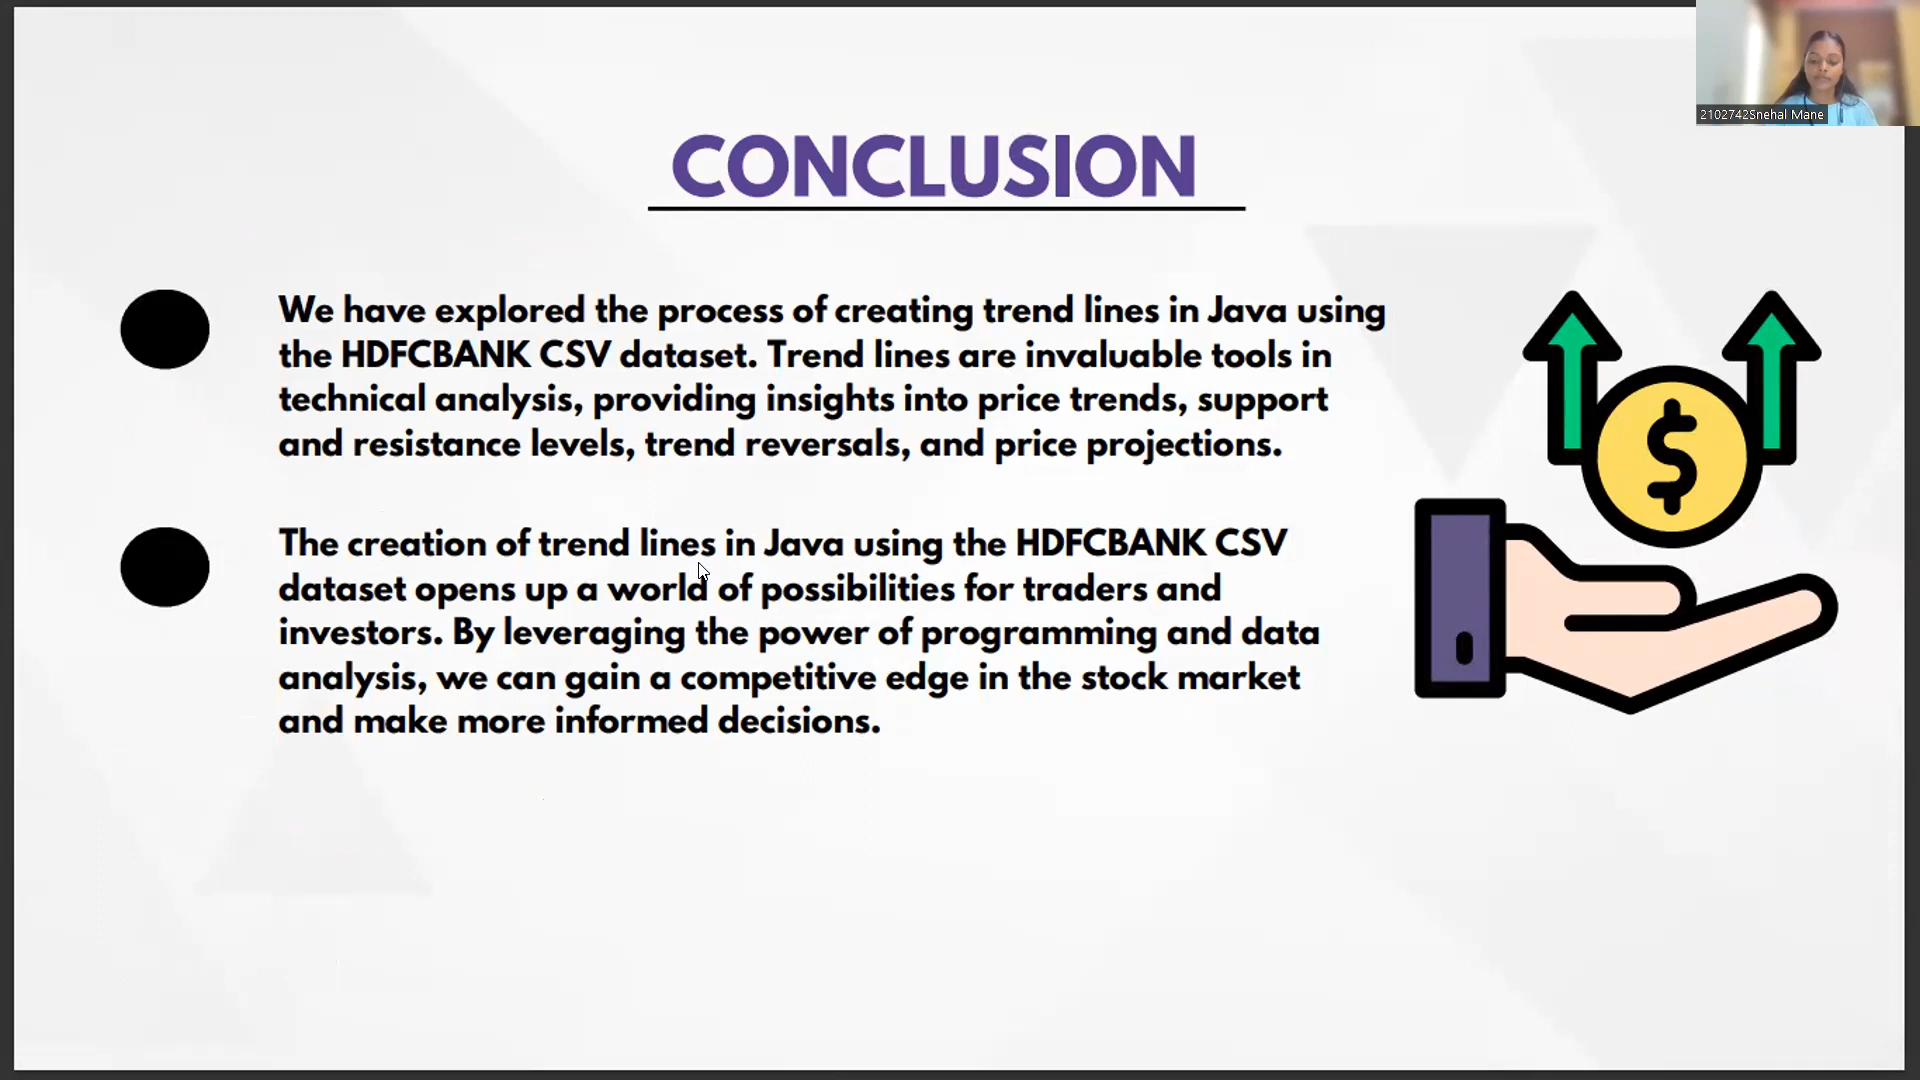 2102742Snehal Mane
CONCLUSION
We have explored the process of creating trend lines in Java using
the HDFCBANK CSV dataset. Trend lines are invaluable tools in
technical analysis, providing insights into price trends, support
and resistance levels, trend reversals, and price projections.
The creation of trend lines in Java using the HDFCBANK CSV
dataset opens up a world of possibilities for traders and
investors. By leveraging the power of programming and data
analysis, we can gain a competitive edge in the stock market
and make more informed decisions.
$